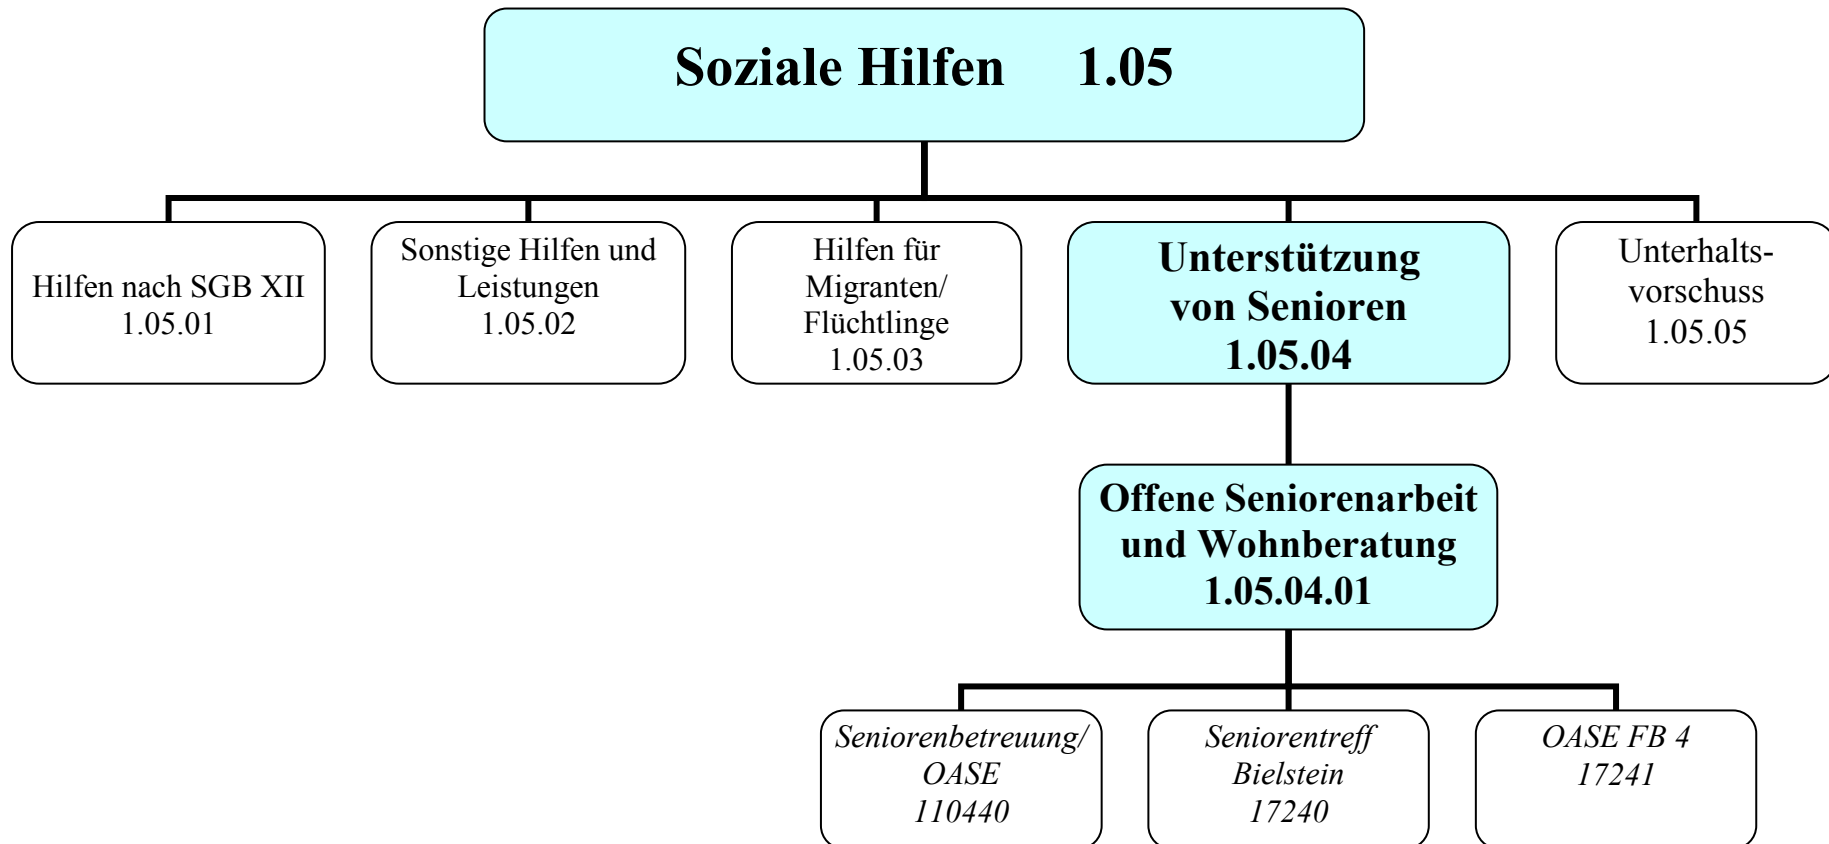 Soziale Hilfen 1.05
Hilfen nach SGB XII
1.05.01
Sonstige Hilfen und
Leistungen
1.05.02
Hilfen für
Migranten/
Flüchtlinge
1.05.03
Unterstützung
von Senioren
1.05.04
Unterhalts-
vorschuss
1.05.05
Offene Seniorenarbeit
und Wohnberatung
1.05.04.01
Seniorenbetreuung/
OASE
110440
Seniorentreff
Bielstein
17240
OASE FB 4
17241